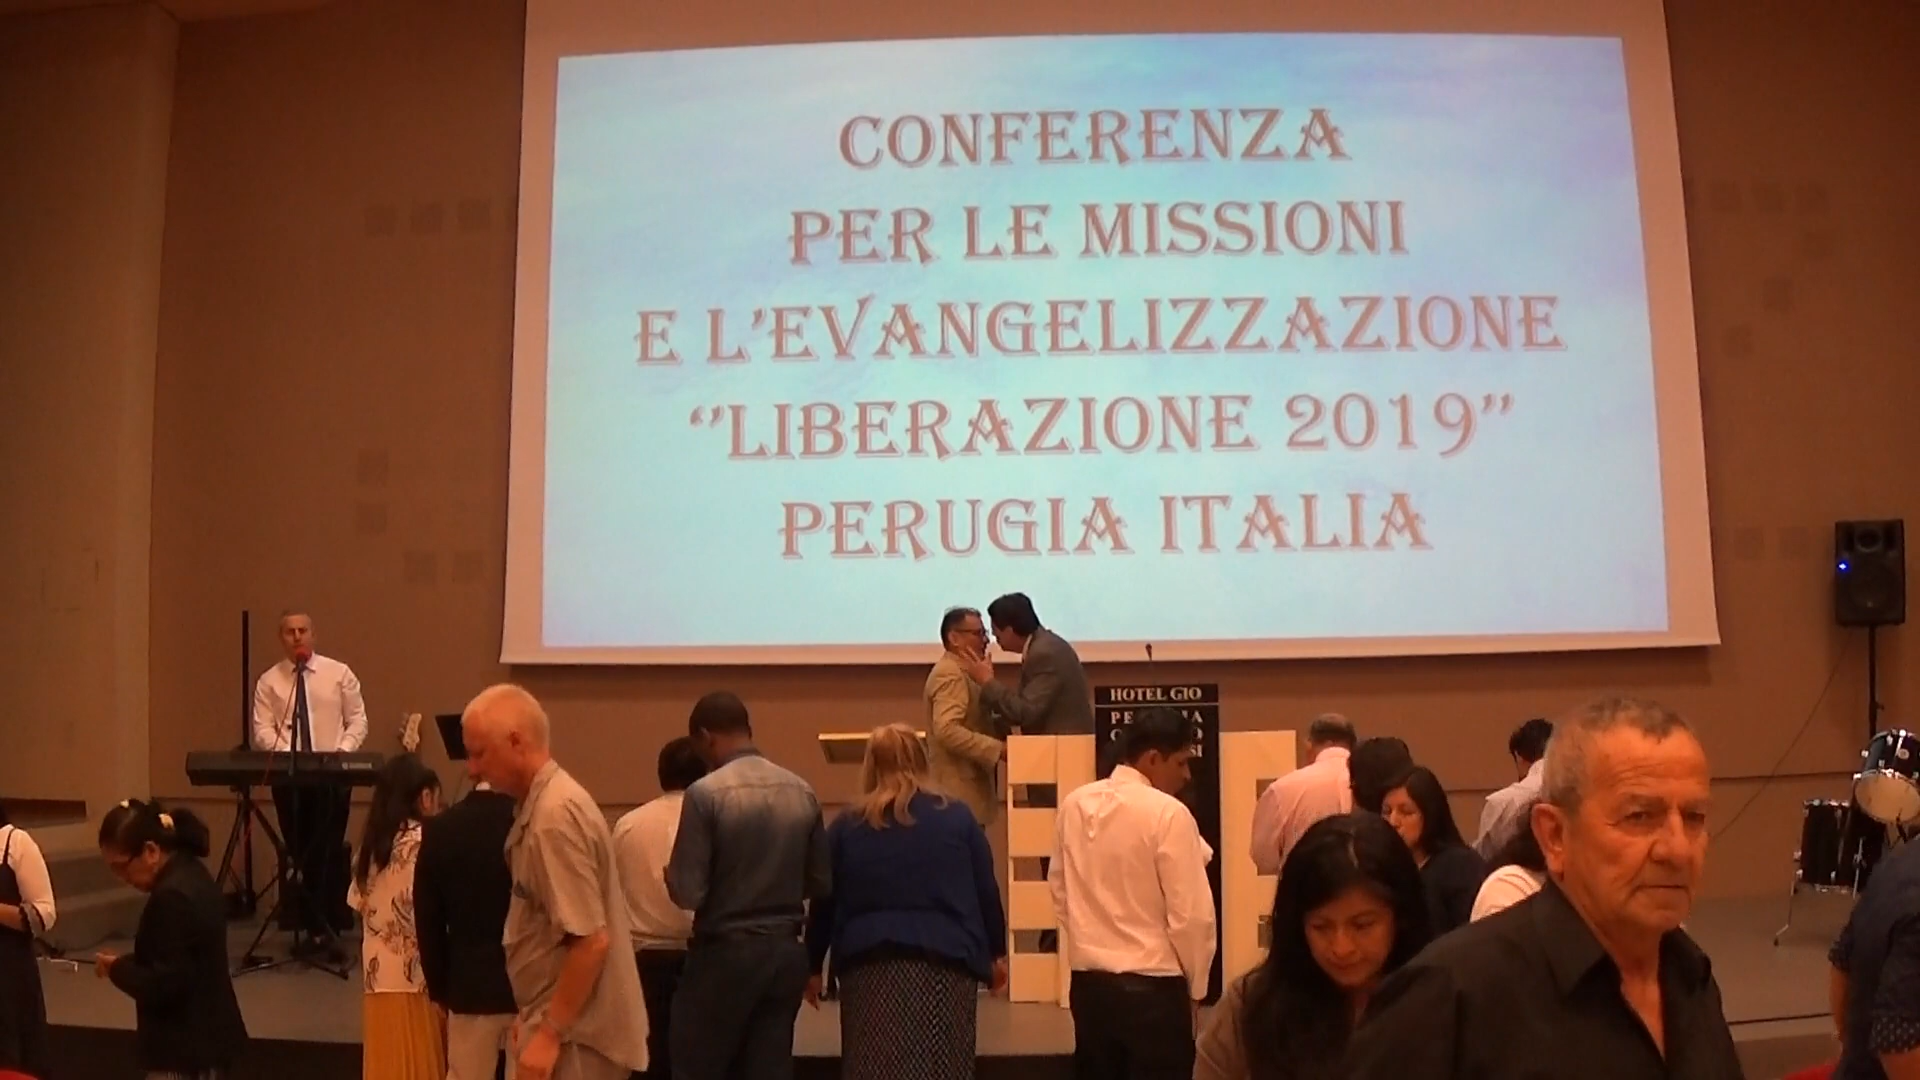 CONFERENZA
PER LE MISSIONI
E L'EVANGELIZZAZIONE
‘’LIBERAZIONE 2019’’
PERUGIA ITALIA
HOTEL GIO